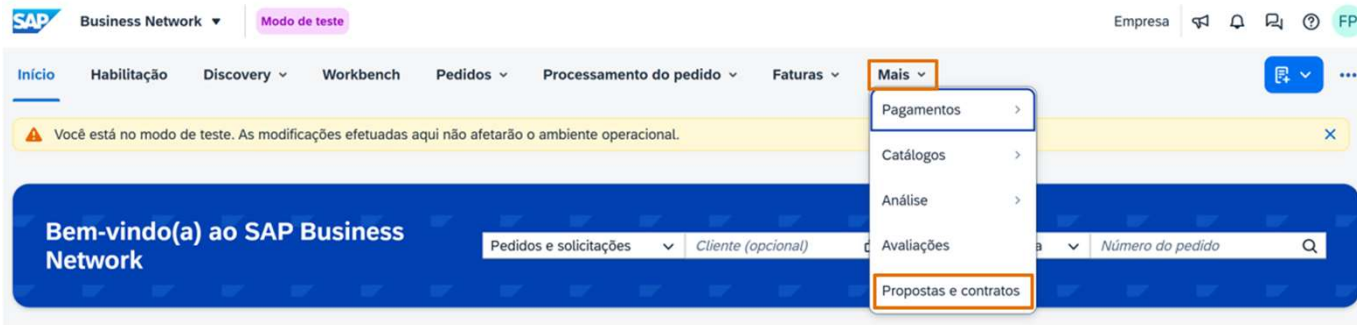 SAP Business Network Modo de teste Empresa FP
Início Habilitação Discovery Workbench Pedidos Processamento do pedido Faturas Mais
Pagamentos
Você está no modo de teste. As modificações efetuadas aqui não afetarão o ambiente operacional.
Catálogos
Análise
Bem-vindo(a) ao SAP Business
Network
Pedidos e solicitações Cliente (opcional) Avaliações Número do pedido
Propostas e contratos